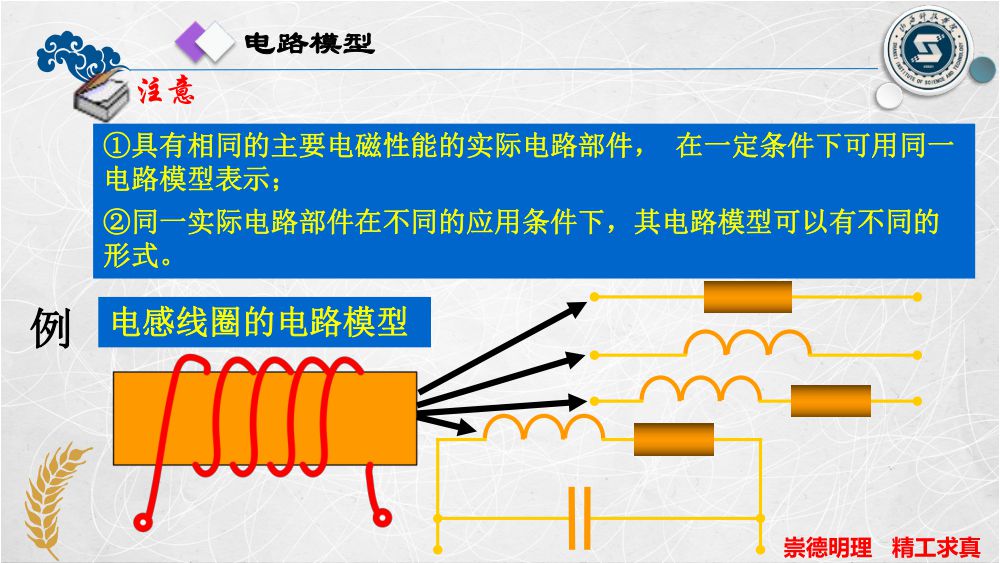 电路模型
注意
①具有相同的主要电磁性能的实际电路部件， 在一定条件下可用同一
电路模型表示；
②同一实际电路部件在不同的应用条件下，其电路模型可以有不同的
形式。
例
电感线圈的电路模型
崇德明理 精工求真